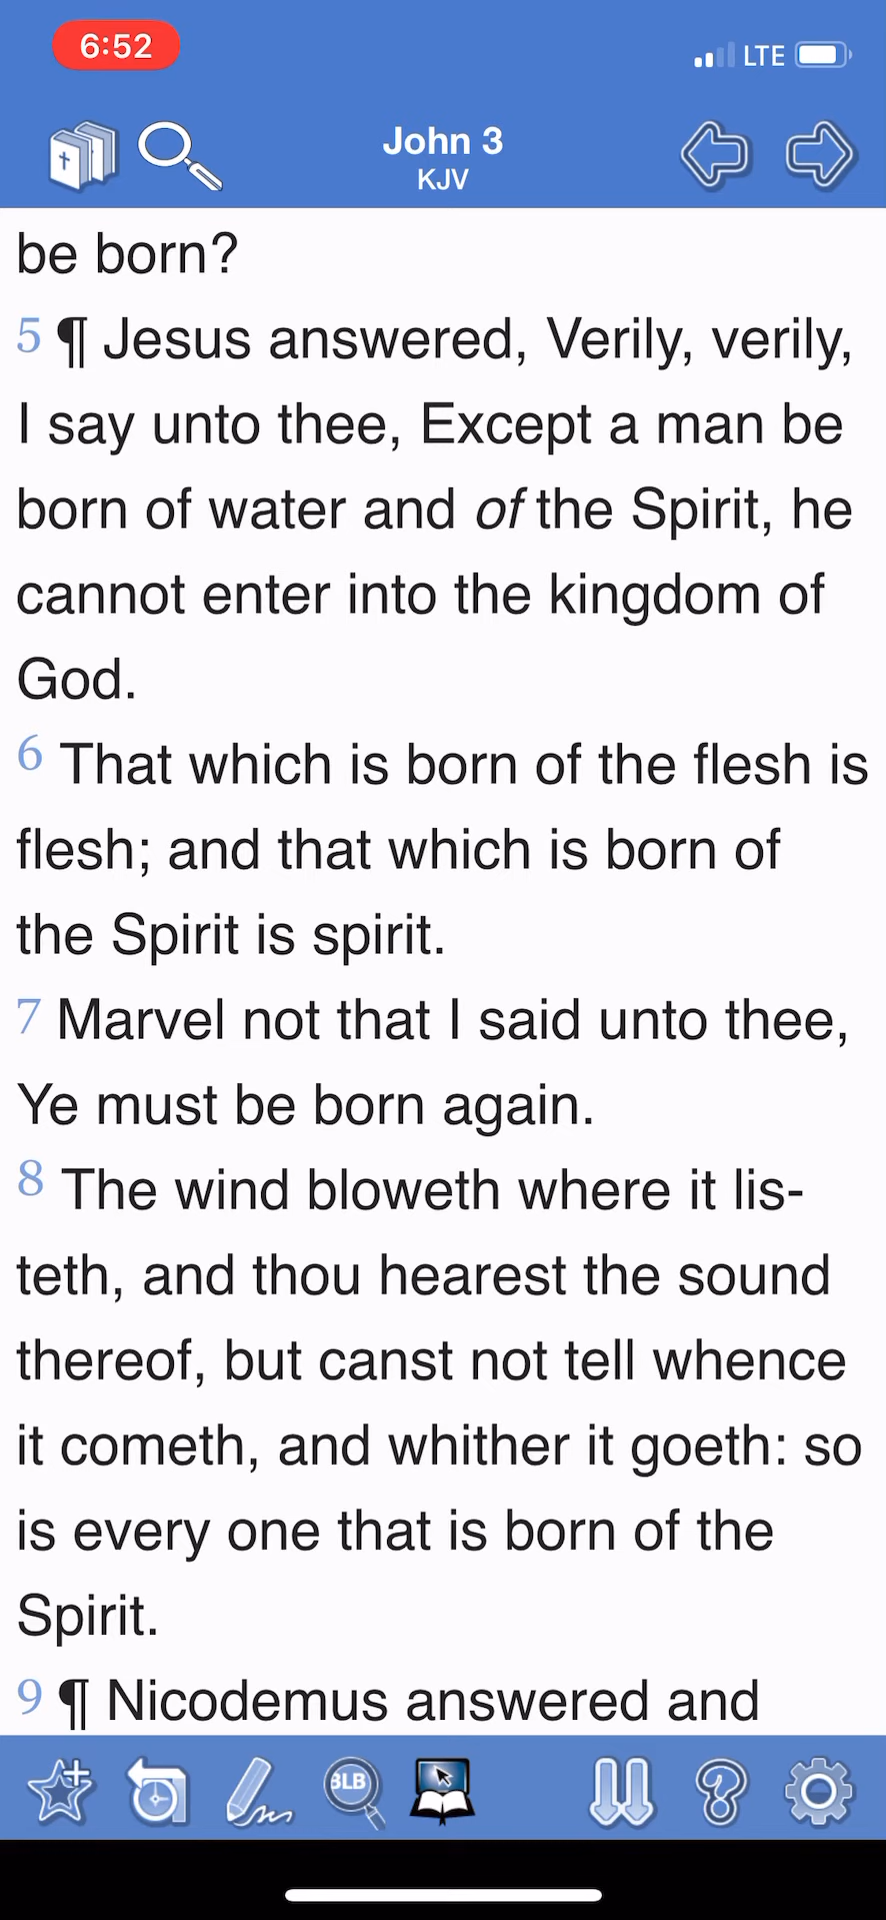 6:52
LTE
John 3
KJV
be born?
5 ¶ Jesus answered, Verily, verily,
I say unto thee, Except a man be
born of water and of the Spirit, he
cannot enter into the kingdom of
God.
6 That which is born of the flesh is
flesh; and that which is born of
the Spirit is spirit.
7 Marvel not that I said unto thee,
Ye must be born again.
8 The wind bloweth where it lis-
teth, and thou hearest the sound
thereof, but canst not tell whence
it cometh, and whither it goeth: so
is every one that is born of the
Spirit.
9 ¶ Nicodemus answered and
BLB